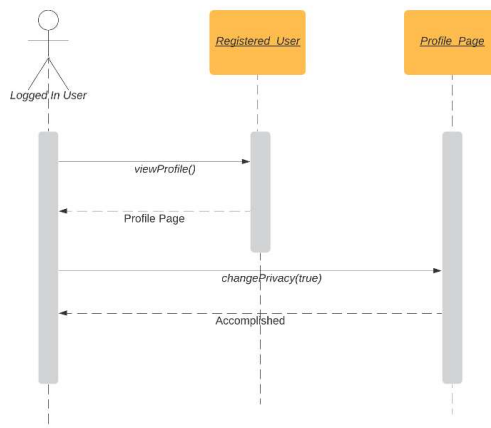 Registered_User
Profile_Page
Logged In User
viewProfile()
Profile Page
changePrivacy(true)
Accomplished